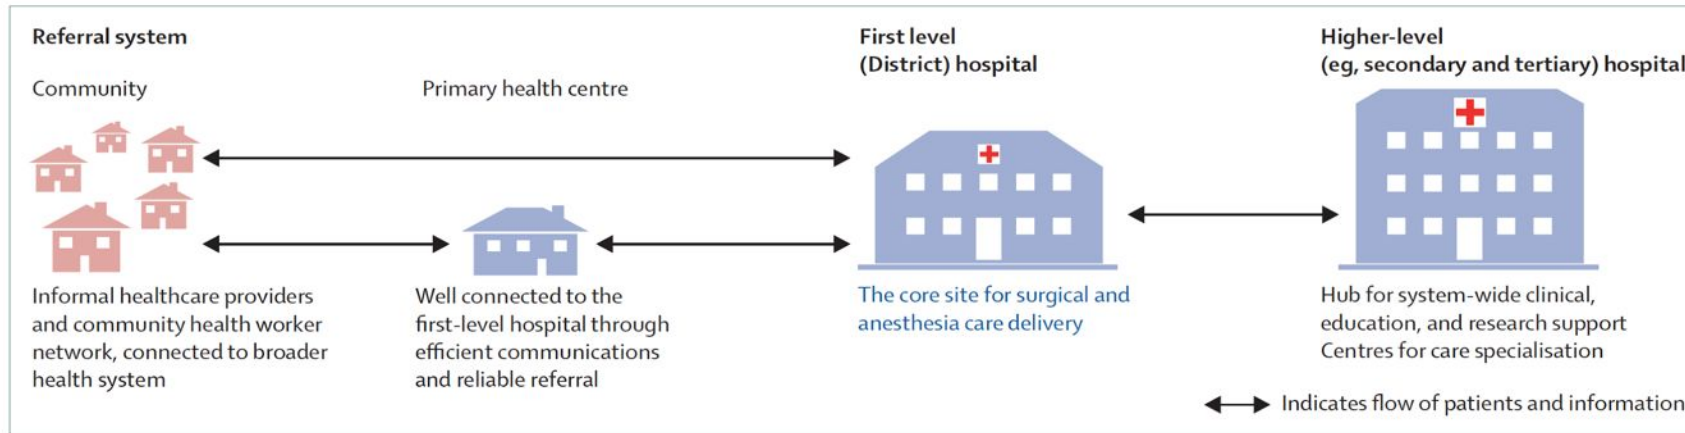 Referral system
Community
Primary health centre
First level
(District) hospital
Higher-level
(eg, secondary and tertiary) hospital
Informal healthcare providers
and community health worker
network, connected to broader
health system
Well connected to the
first-level hospital through
efficient communications
and reliable referral
The core site for surgical and
anesthesia care delivery
Hub for system-wide clinical,
education, and research support
Centres for care specialisation
Indicates flow of patients and information